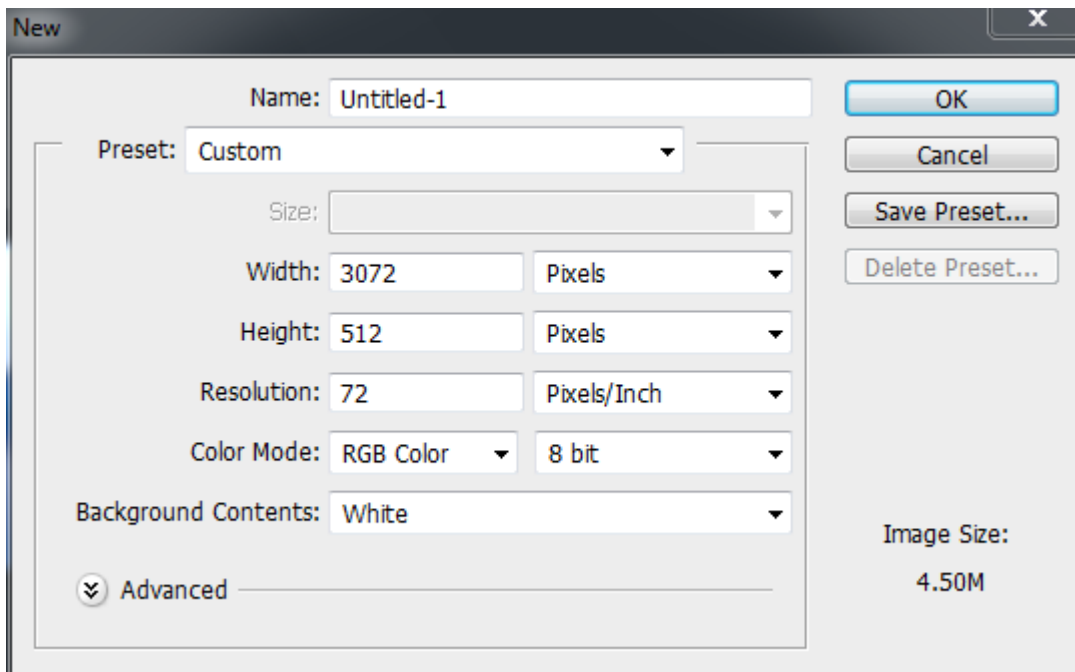 New
X
Name: Untitled-1
OK
Preset: Custom
Cancel
Size:
Save Preset...
Width: 3072 Pixels
Delete Preset...
Height: 512 Pixels
Resolution: 72 Pixels/Inch
Color Mode: RGB Color 8 bit
Background Contents: White
Image Size:
4.50M
Advanced